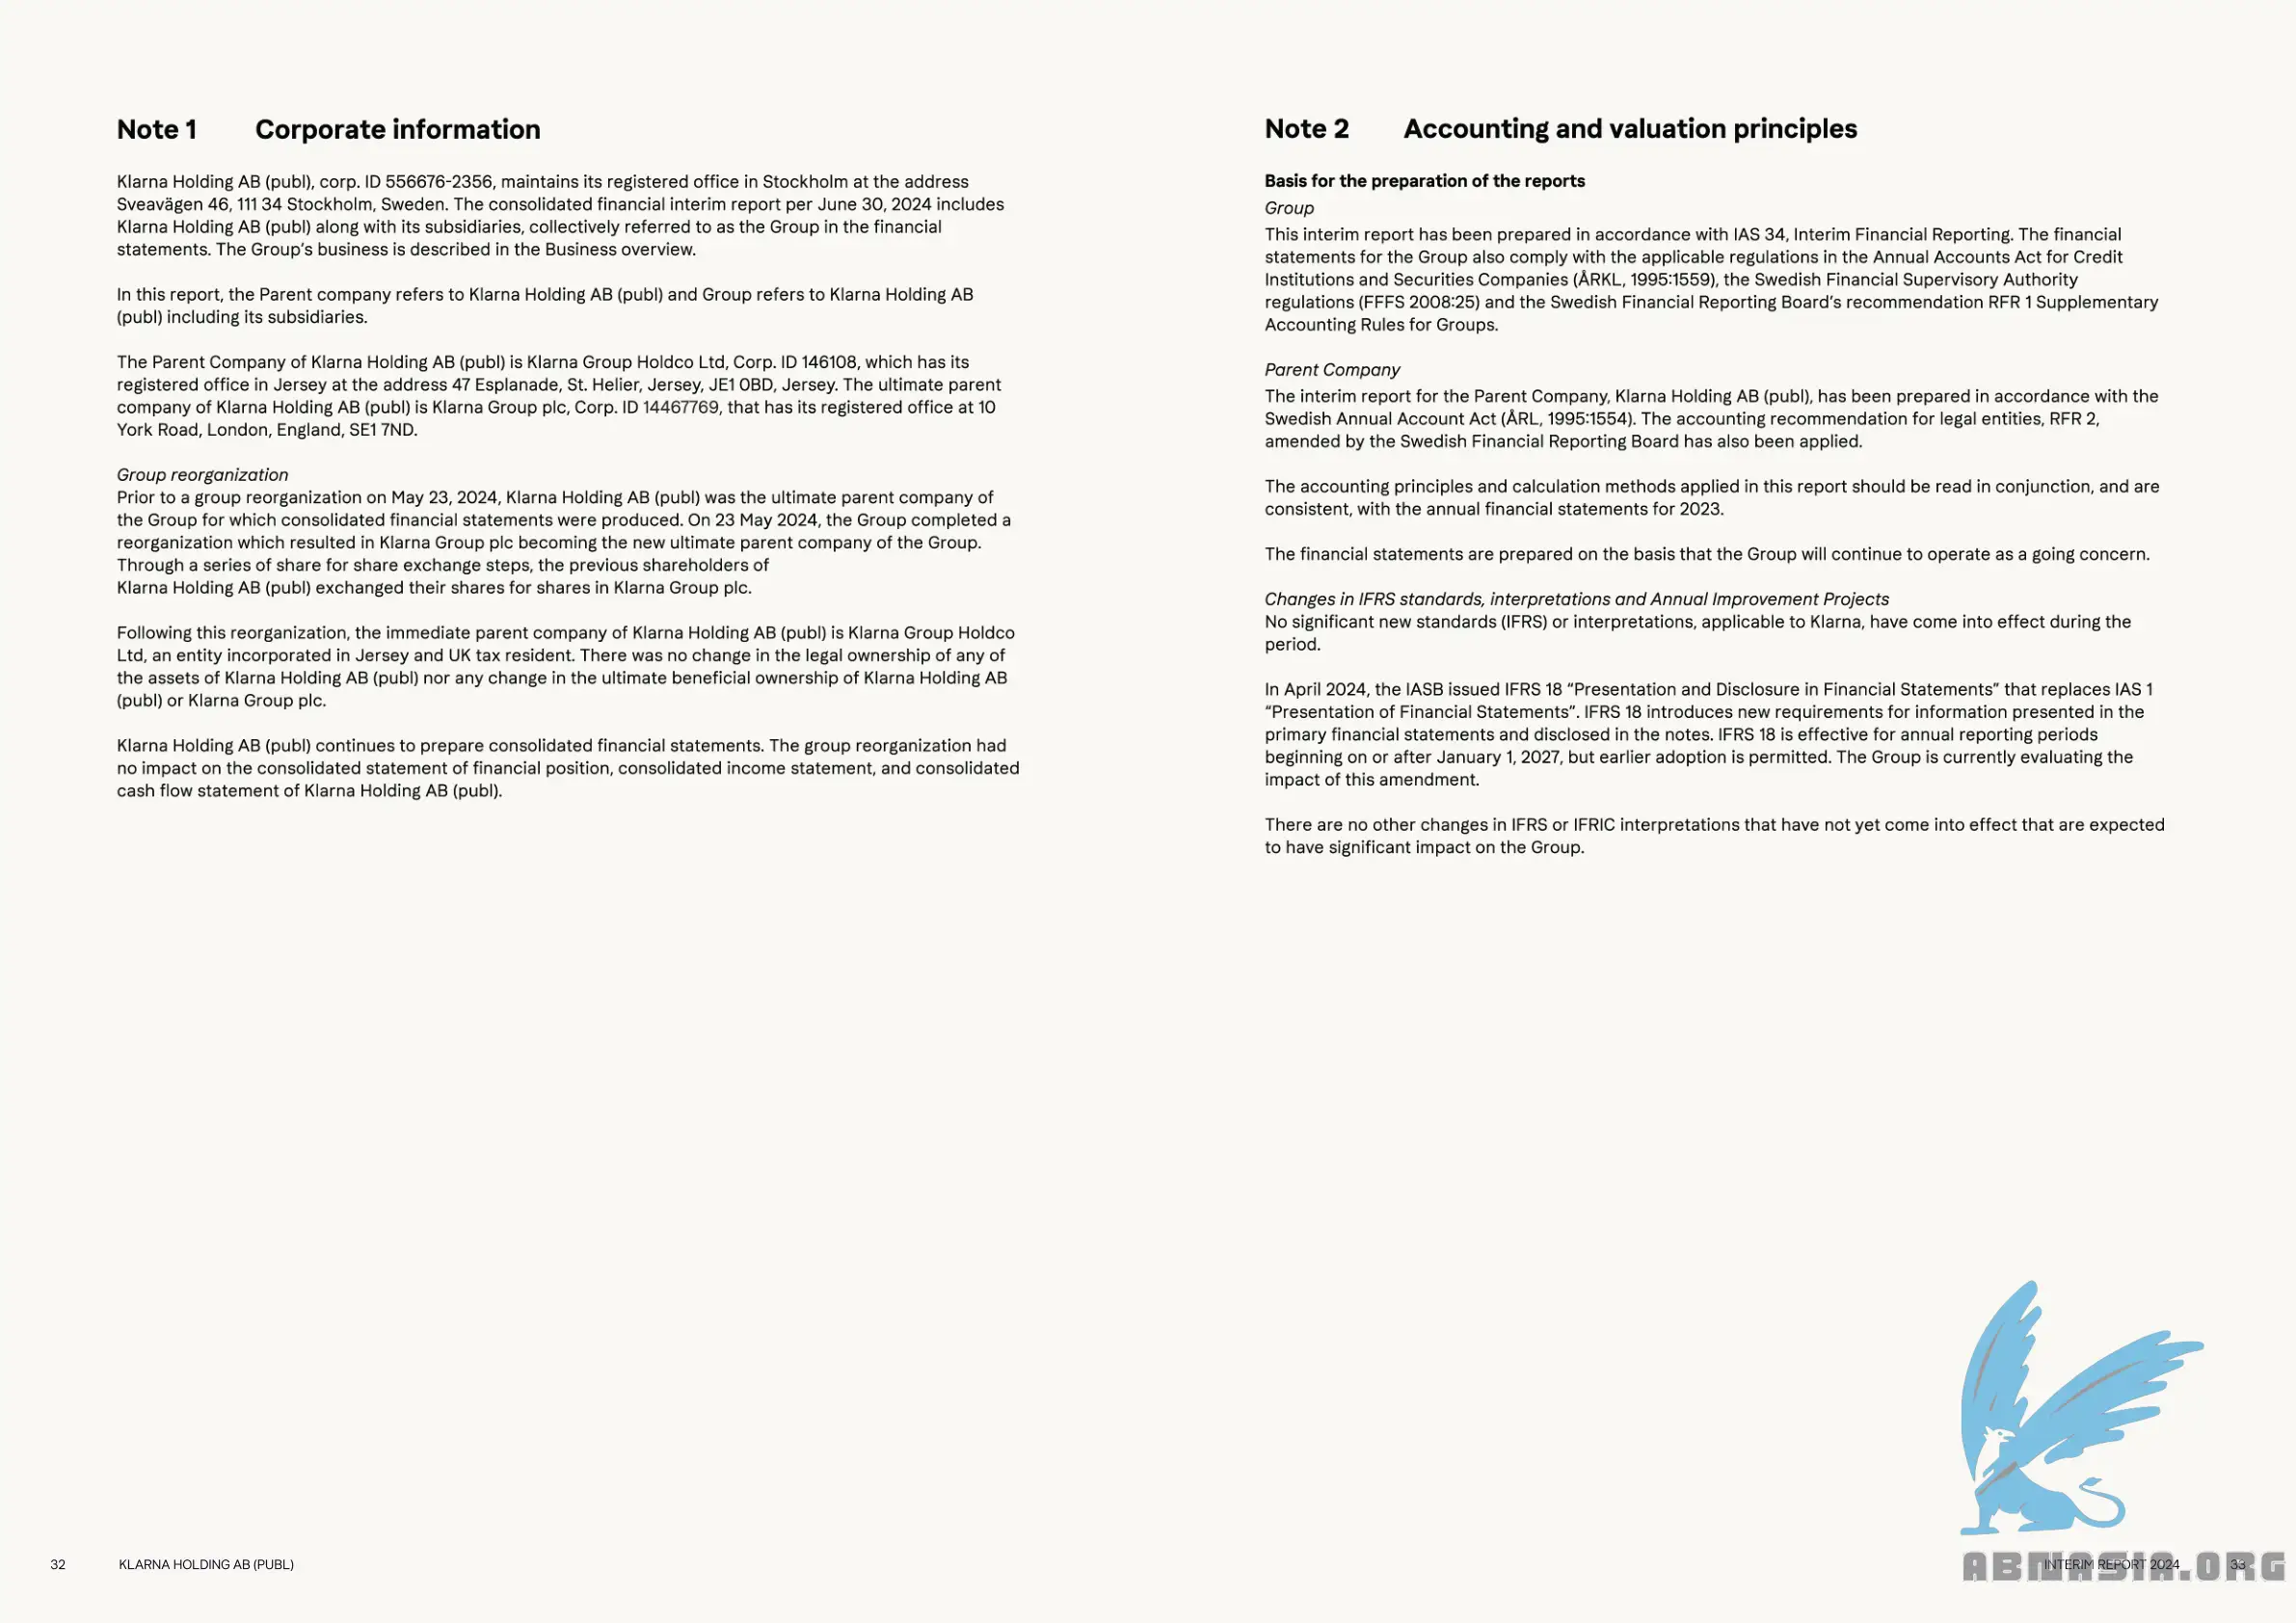 Note 1 Corporate information
Klarna Holding AB (publ), corp. ID 556676-2356, maintains its registered office in Stockholm at the address
Sveavägen 46, 111 34 Stockholm, Sweden. The consolidated financial interim report per June 30, 2024 includes
Klarna Holding AB (publ) along with its subsidiaries, collectively referred to as the Group in the financial
statements. The Group's business is described in the Business overview.
In this report, the Parent company refers to Klarna Holding AB (publ) and Group refers to Klarna Holding AB
(publ) including its subsidiaries.
The Parent Company of Klarna Holding AB (publ) is Klarna Group Holdco Ltd, Corp. ID 146108, which has its
registered office in Jersey at the address 47 Esplanade, St. Helier, Jersey, JE1 0BD, Jersey. The ultimate parent
company of Klarna Holding AB (publ) is Klarna Group plc, Corp. ID 14467769, that has its registered office at 10
York Road, London, England, SE1 7ND.
Group reorganization
Prior to a group reorganization on May 23, 2024, Klarna Holding AB (publ) was the ultimate parent company of
the Group for which consolidated financial statements were produced. On 23 May 2024, the Group completed a
reorganization which resulted in Klarna Group plc becoming the new ultimate parent company of the Group.
Through a series of share for share exchange steps, the previous shareholders of
Klarna Holding AB (publ) exchanged their shares for shares in Klarna Group plc.
Following this reorganization, the immediate parent company of Klarna Holding AB (publ) is Klarna Group Holdco
Ltd, an entity incorporated in Jersey and UK tax resident. There was no change in the legal ownership of any of
the assets of Klarna Holding AB (publ) nor any change in the ultimate beneficial ownership of Klarna Holding AB
(publ) or Klarna Group plc.
Klarna Holding AB (publ) continues to prepare consolidated financial statements. The group reorganization had
no impact on the consolidated statement of financial position, consolidated income statement, and consolidated
cash flow statement of Klarna Holding AB (publ).
32 KLARNA HOLDING AB (PUBL)
Note 2 Accounting and valuation principles
Basis for the preparation of the reports
Group
This interim report has been prepared in accordance with IAS 34, Interim Financial Reporting. The financial
statements for the Group also comply with the applicable regulations in the Annual Accounts Act for Credit
Institutions and Securities Companies (ÅRKL, 1995:1559), the Swedish Financial Supervisory Authority
regulations (FFFS 2008:25) and the Swedish Financial Reporting Board's recommendation RFR 1 Supplementary
Accounting Rules for Groups.
Parent Company
The interim report for the Parent Company, Klarna Holding AB (publ), has been prepared in accordance with the
Swedish Annual Account Act (ÅRL, 1995:1554). The accounting recommendation for legal entities, RFR 2,
amended by the Swedish Financial Reporting Board has also been applied.
The accounting principles and calculation methods applied in this report should be read in conjunction, and are
consistent, with the annual financial statements for 2023.
The financial statements are prepared on the basis that the Group will continue to operate as a going concern.
Changes in IFRS standards, interpretations and Annual Improvement Projects
No significant new standards (IFRS) or interpretations, applicable to Klarna, have come into effect during the
period.
In April 2024, the IASB issued IFRS 18 “Presentation and Disclosure in Financial Statements” that replaces IAS 1
“Presentation of Financial Statements”. IFRS 18 introduces new requirements for information presented in the
primary financial statements and disclosed in the notes. IFRS 18 is effective for annual reporting periods
beginning on or after January 1, 2027, but earlier adoption is permitted. The Group is currently evaluating the
impact of this amendment.
There are no other changes in IFRS or IFRIC interpretations that have not yet come into effect that are expected
to have significant impact on the Group.
INTERIM REPORT 2024 33
ABNASIA.ORG